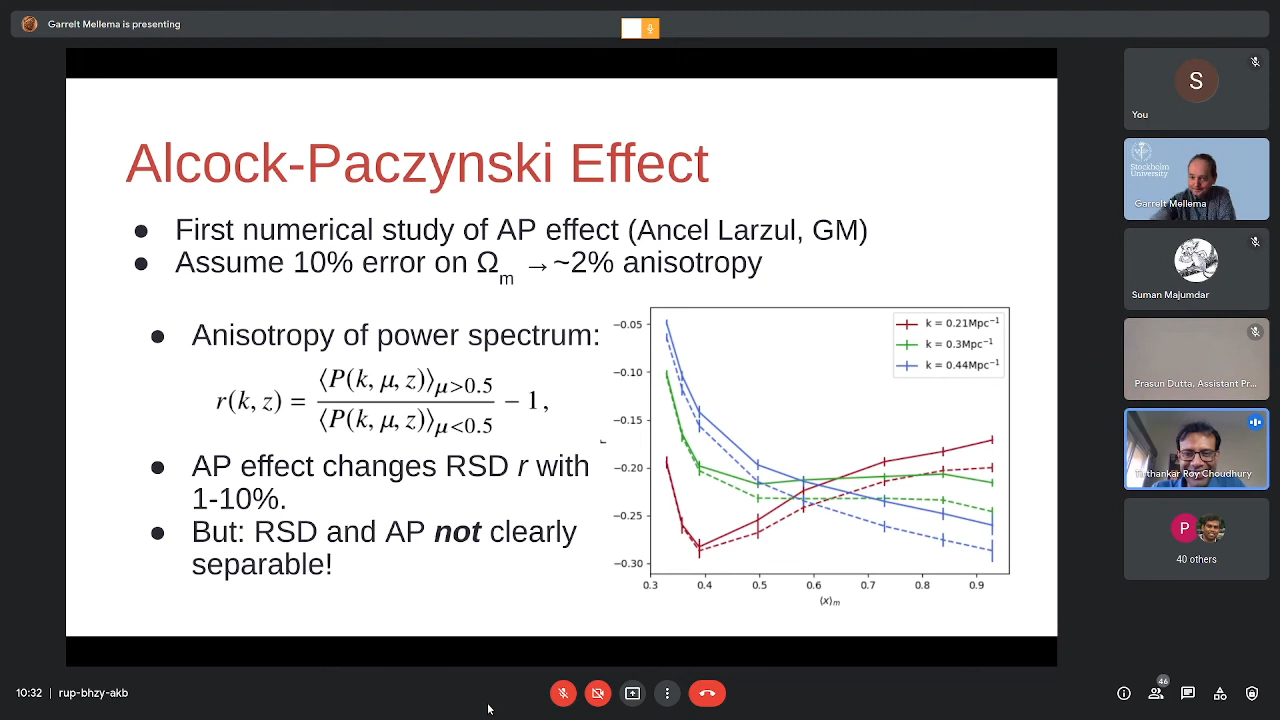 Garrelt Mellema is presenting
Alcock-Paczynski Effect
● First numerical study of AP effect (Ancel Larzul, GM)
● Assume 10% error on Ωm →~2% anisotropy
● Anisotropy of power spectrum:
r(k, z) = ⟨P(k, μ, z)⟩μ>0.5 / ⟨P(k, μ, z)⟩μ<0.5 − 1,
● AP effect changes RSD r with
1-10%.
● But: RSD and AP not clearly
separable!
k = 0.21Mpc⁻¹
k = 0.3Mpc⁻¹
k = 0.44Mpc⁻¹
−0.05
−0.10
−0.15
−0.20
−0.25
−0.30
r
0.3 0.4 0.5 0.6 0.7 0.8 0.9
⟨x⟩m
S
You
Stockholm
University
Garrelt Mellema
Suman Majumdar
Prasun Dutta, Assistant Pr...
Tirthankar Roy Choudhury
P
40 others
10:32 | rup-bhzy-akb
46